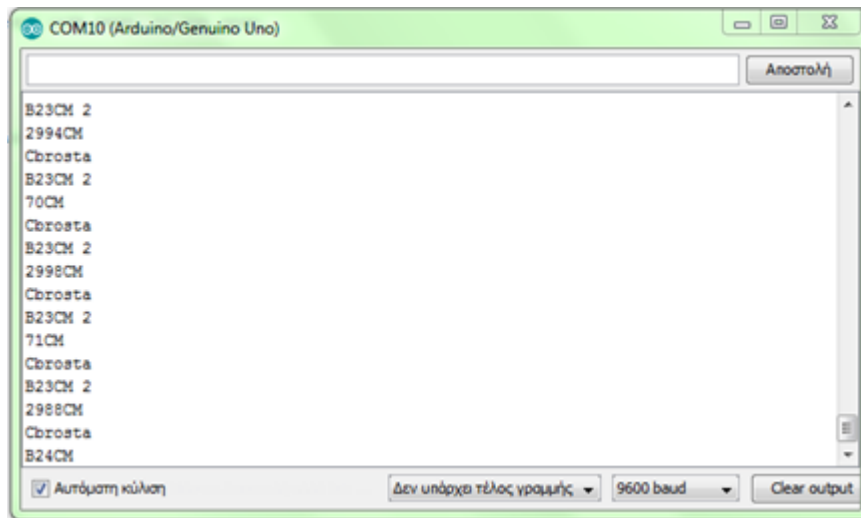 COM10 (Arduino/Genuino Uno)
Αποστολή
B23CM 2
2994CM
Cbrosta
B23CM 2
70CM
Cbrosta
B23CM 2
2998CM
Cbrosta
B23CM 2
71CM
Cbrosta
B23CM 2
2988CM
Cbrosta
B24CM
Αυτόματη κύλιση
Δεν υπάρχει τέλος γραμμής
9600 baud
Clear output